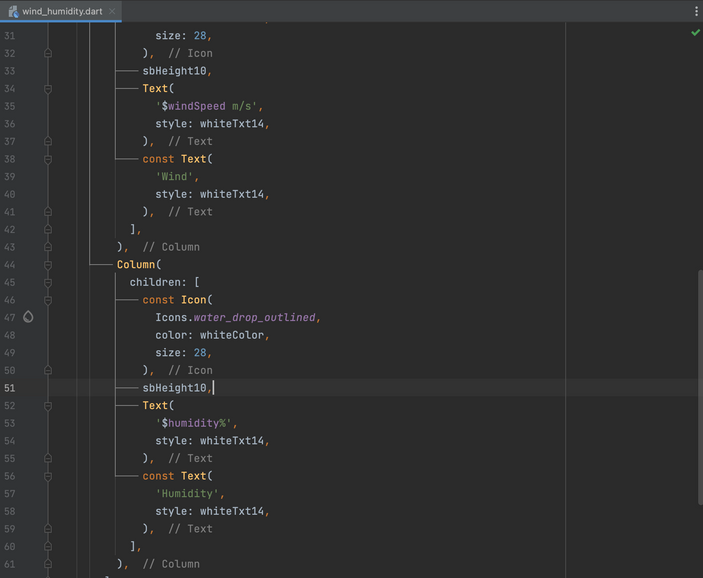 wind_humidity.dart
31 size: 28,
32 ), // Icon
33 sbHeight10,
34 Text(
35 '$windSpeed m/s',
36 style: whiteTxt14,
37 ), // Text
38 const Text(
39 'Wind',
40 style: whiteTxt14,
41 ), // Text
42 ],
43 ), // Column
44 Column(
45 children: [
46 const Icon(
47 Icons.water_drop_outlined,
48 color: whiteColor,
49 size: 28,
50 ), // Icon
51 sbHeight10,
52 Text(
53 '$humidity%',
54 style: whiteTxt14,
55 ), // Text
56 const Text(
57 'Humidity',
58 style: whiteTxt14,
59 ), // Text
60 ],
61 ), // Column